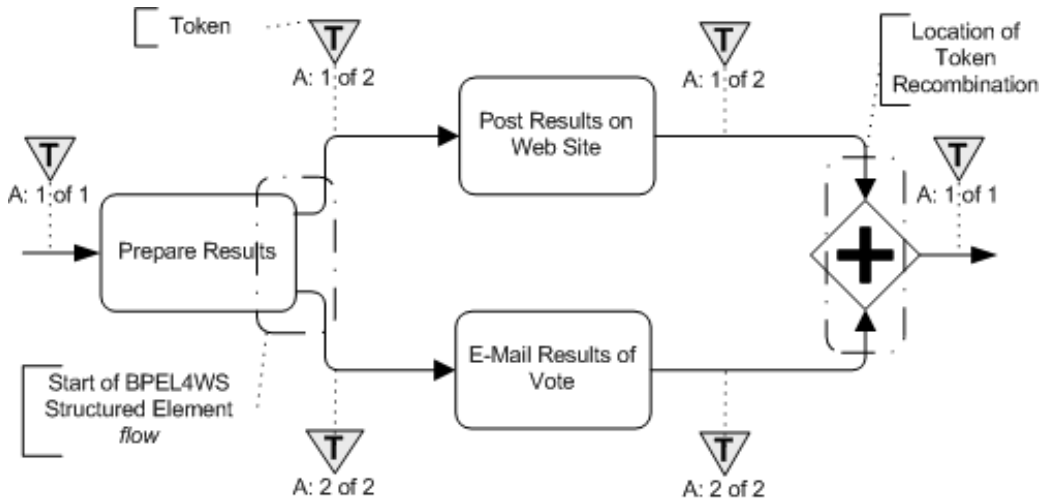 Token
T
A: 1 of 2
T
A: 1 of 2
Location of
Token
Recombination
T
A: 1 of 1
Post Results on
Web Site
T
A: 1 of 1
Prepare Results
E-Mail Results of
Vote
Start of BPEL4WS
Structured Element
flow
T
A: 2 of 2
T
A: 2 of 2